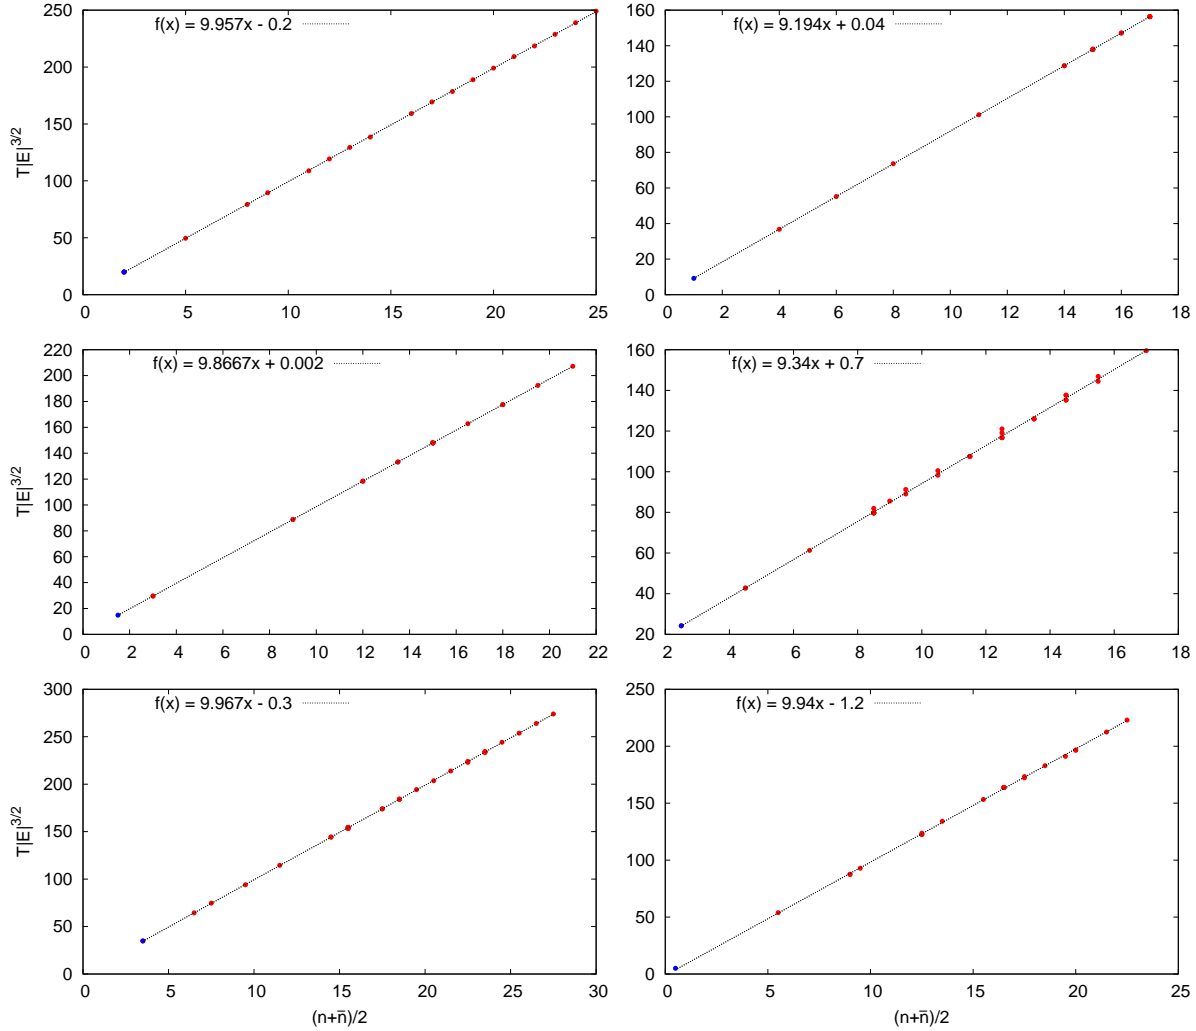 f(x) = 9.957x - 0.2
T|E|^3/2
250
200
150
100
50
0
0 5 10 15 20 25
f(x) = 9.194x + 0.04
160
140
120
100
80
60
40
20
0
0 2 4 6 8 10 12 14 16 18
f(x) = 9.8667x + 0.002
T|E|^3/2
220
200
180
160
140
120
100
80
60
40
20
0
0 2 4 6 8 10 12 14 16 18 20 22
f(x) = 9.34x + 0.7
160
140
120
100
80
60
40
20
2 4 6 8 10 12 14 16 18
f(x) = 9.967x - 0.3
T|E|^3/2
300
250
200
150
100
50
0
0 5 10 15 20 25 30
(n+n̄)/2
f(x) = 9.94x - 1.2
250
200
150
100
50
0
0 5 10 15 20 25
(n+n̄)/2